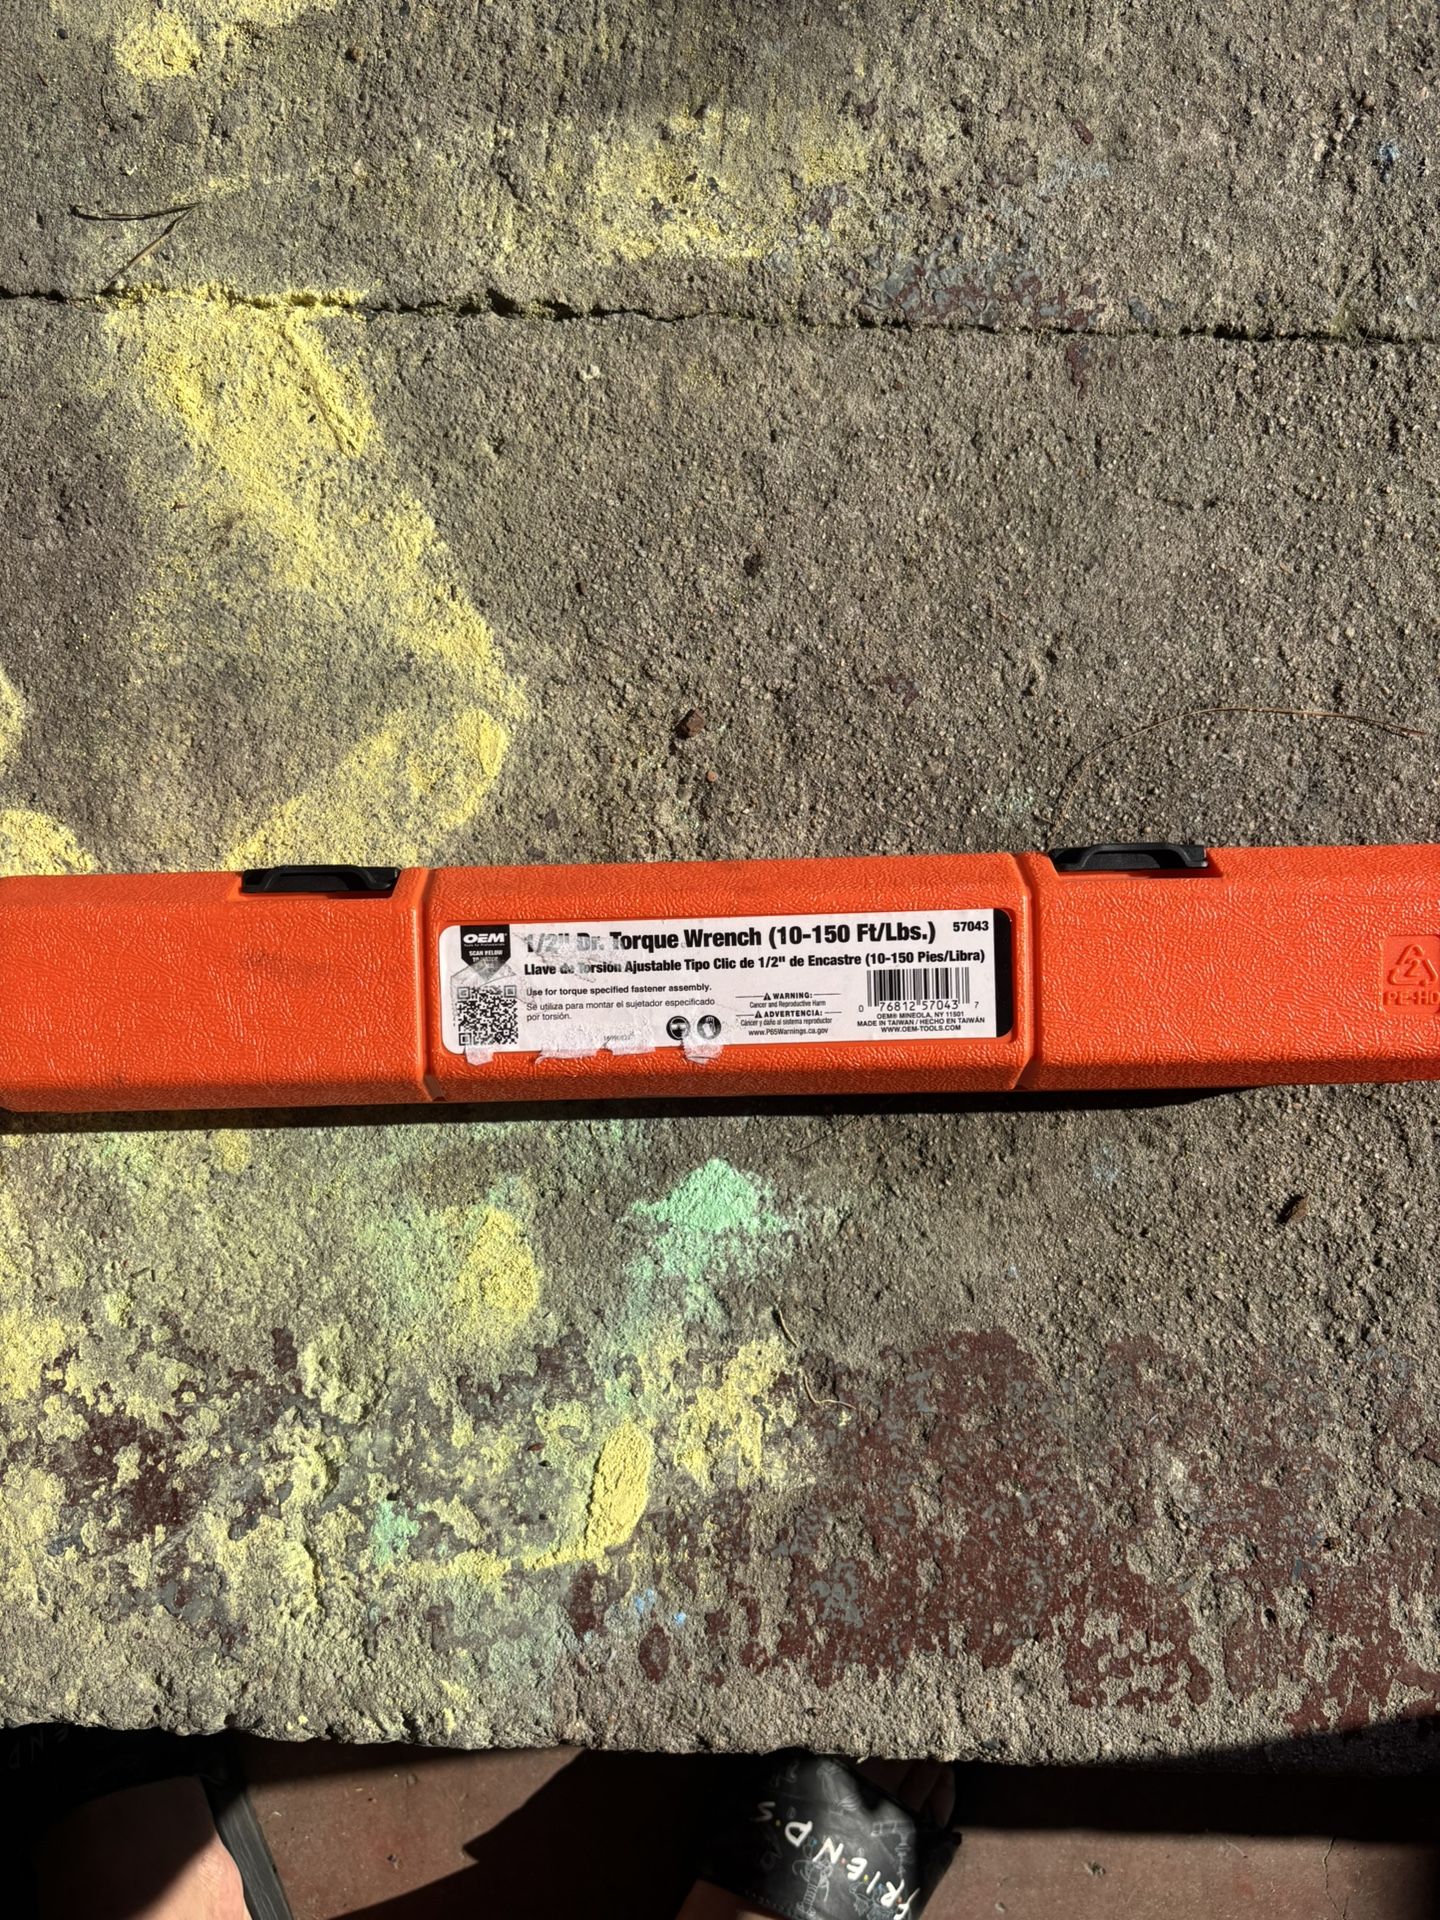 OEM
Tools for Professionals
SCAN BELOW
1/2" Dr. Torque Wrench (10-150 Ft/Lbs.)
57043
Llave de Torsión Ajustable Tipo Clic de 1/2" de Encastre (10-150 Pies/Libra)
Use for torque specified fastener assembly.
Se utiliza para montar el sujetador especificado
por torsión.
WARNING:
Cancer and Reproductive Harm
ADVERTENCIA:
Cáncer y daño al sistema reproductor
www.P65Warnings.ca.gov
0 76812 57043 7
OEM® MINEOLA, NY 11501
MADE IN TAIWAN / HECHO EN TAIWÁN
WWW.OEM-TOOLS.COM
2
PE-HD
F·R·I·E·N·D·S
E N D S